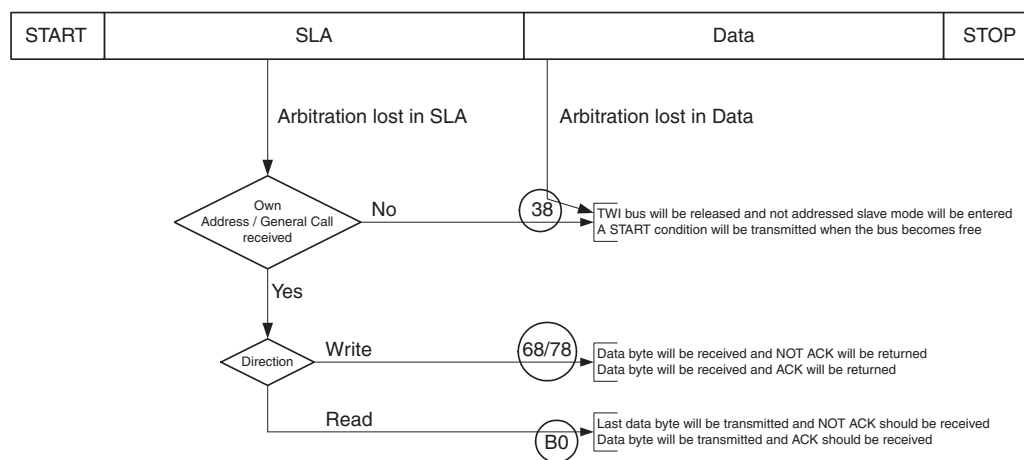 START SLA Data STOP
Arbitration lost in SLA Arbitration lost in Data
Own
Address / General Call
received
No
38
TWI bus will be released and not addressed slave mode will be entered
A START condition will be transmitted when the bus becomes free
Yes
Direction
Write
68/78
Data byte will be received and NOT ACK will be returned
Data byte will be received and ACK will be returned
Read
B0
Last data byte will be transmitted and NOT ACK should be received
Data byte will be transmitted and ACK should be received